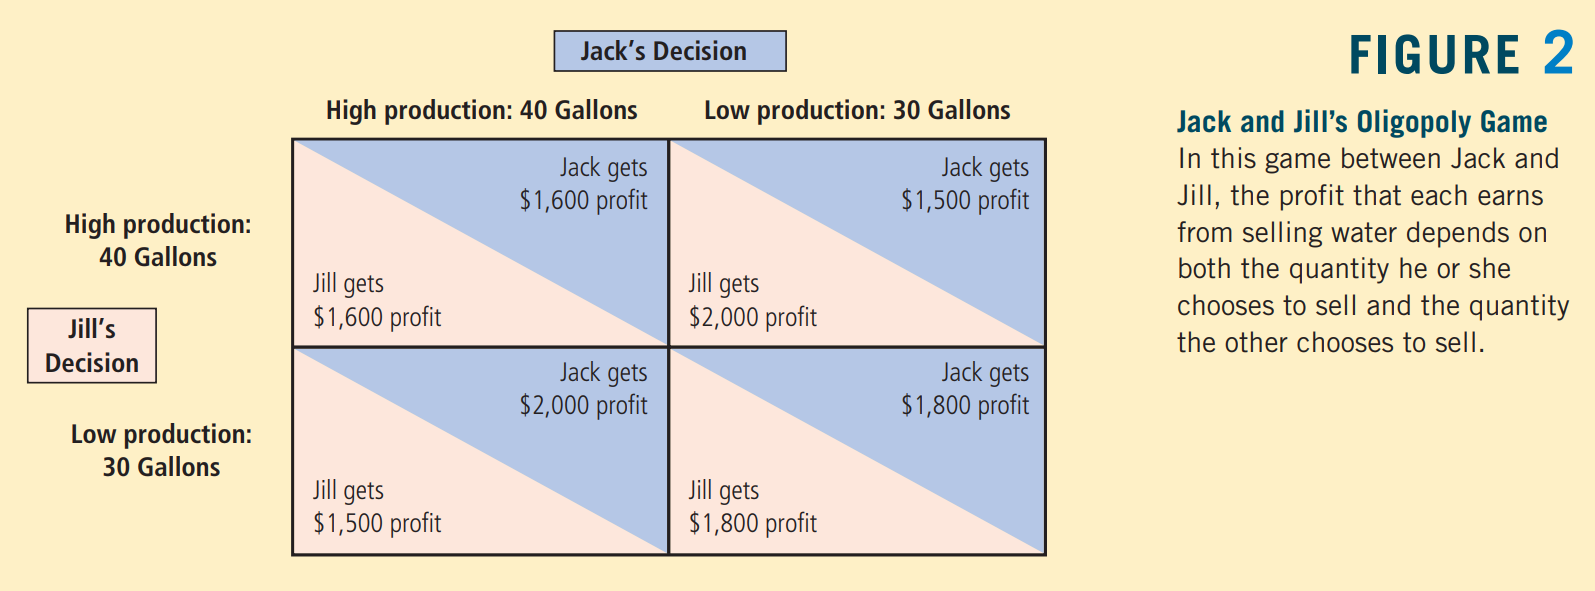 Jack's Decision
High production: 40 Gallons
Low production: 30 Gallons
High production:
40 Gallons
Jack gets
$1,600 profit
Jill gets
$1,600 profit
Jack gets
$1,500 profit
Jill gets
$2,000 profit
Jill's
Decision
Low production:
30 Gallons
Jack gets
$2,000 profit
Jill gets
$1,500 profit
Jack gets
$1,800 profit
Jill gets
$1,800 profit
FIGURE 2
Jack and Jill's Oligopoly Game
In this game between Jack and
Jill, the profit that each earns
from selling water depends on
both the quantity he or she
chooses to sell and the quantity
the other chooses to sell.